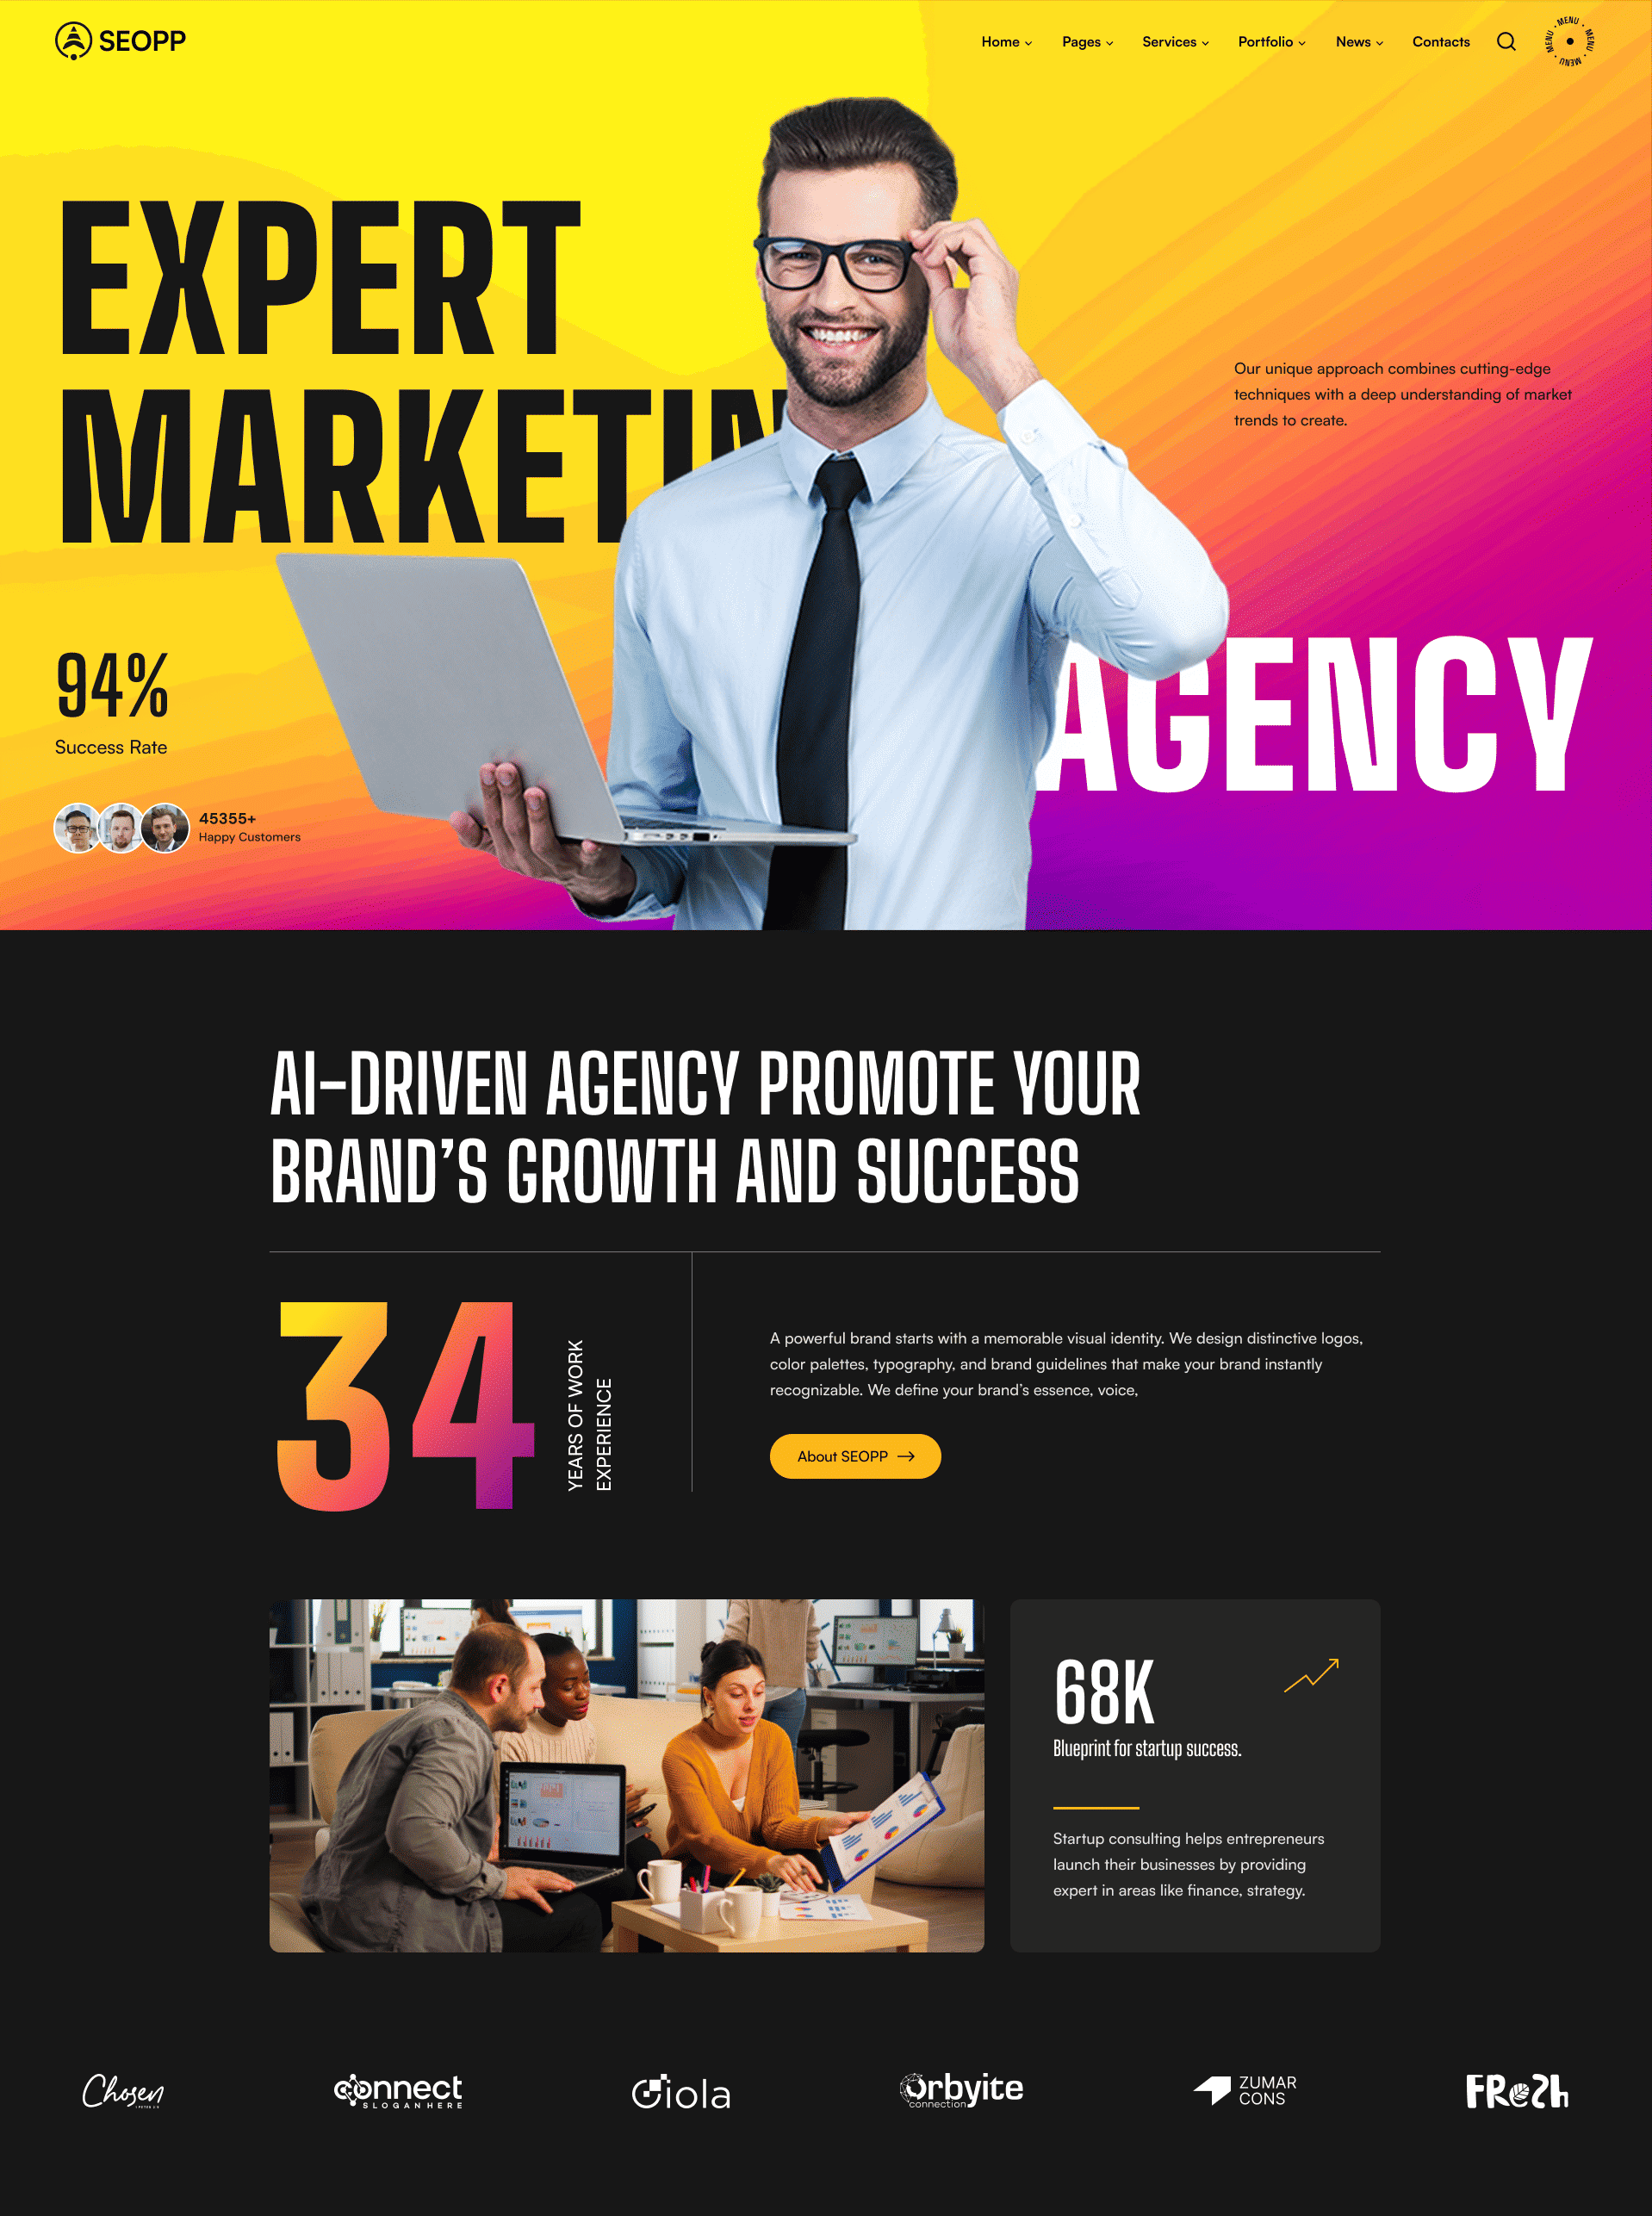 SEOPP
Home Pages Services Portfolio News Contacts
MENU • MENU • MENU • MENU •
EXPERT
MARKETIN
Our unique approach combines cutting-edge
techniques with a deep understanding of market
trends to create.
AGENCY
94%
Success Rate
45355+
Happy Customers
AI-DRIVEN AGENCY PROMOTE YOUR
BRAND’S GROWTH AND SUCCESS
34
YEARS OF WORK
EXPERIENCE
A powerful brand starts with a memorable visual identity. We design distinctive logos,
color palettes, typography, and brand guidelines that make your brand instantly
recognizable. We define your brand’s essence, voice,
About SEOPP
68K
Blueprint for startup success.
Startup consulting helps entrepreneurs
launch their businesses by providing
expert in areas like finance, strategy.
Chosen
connect
SLOGAN HERE
Giola
Orbyite
connection
ZUMAR
CONS
FRe2h